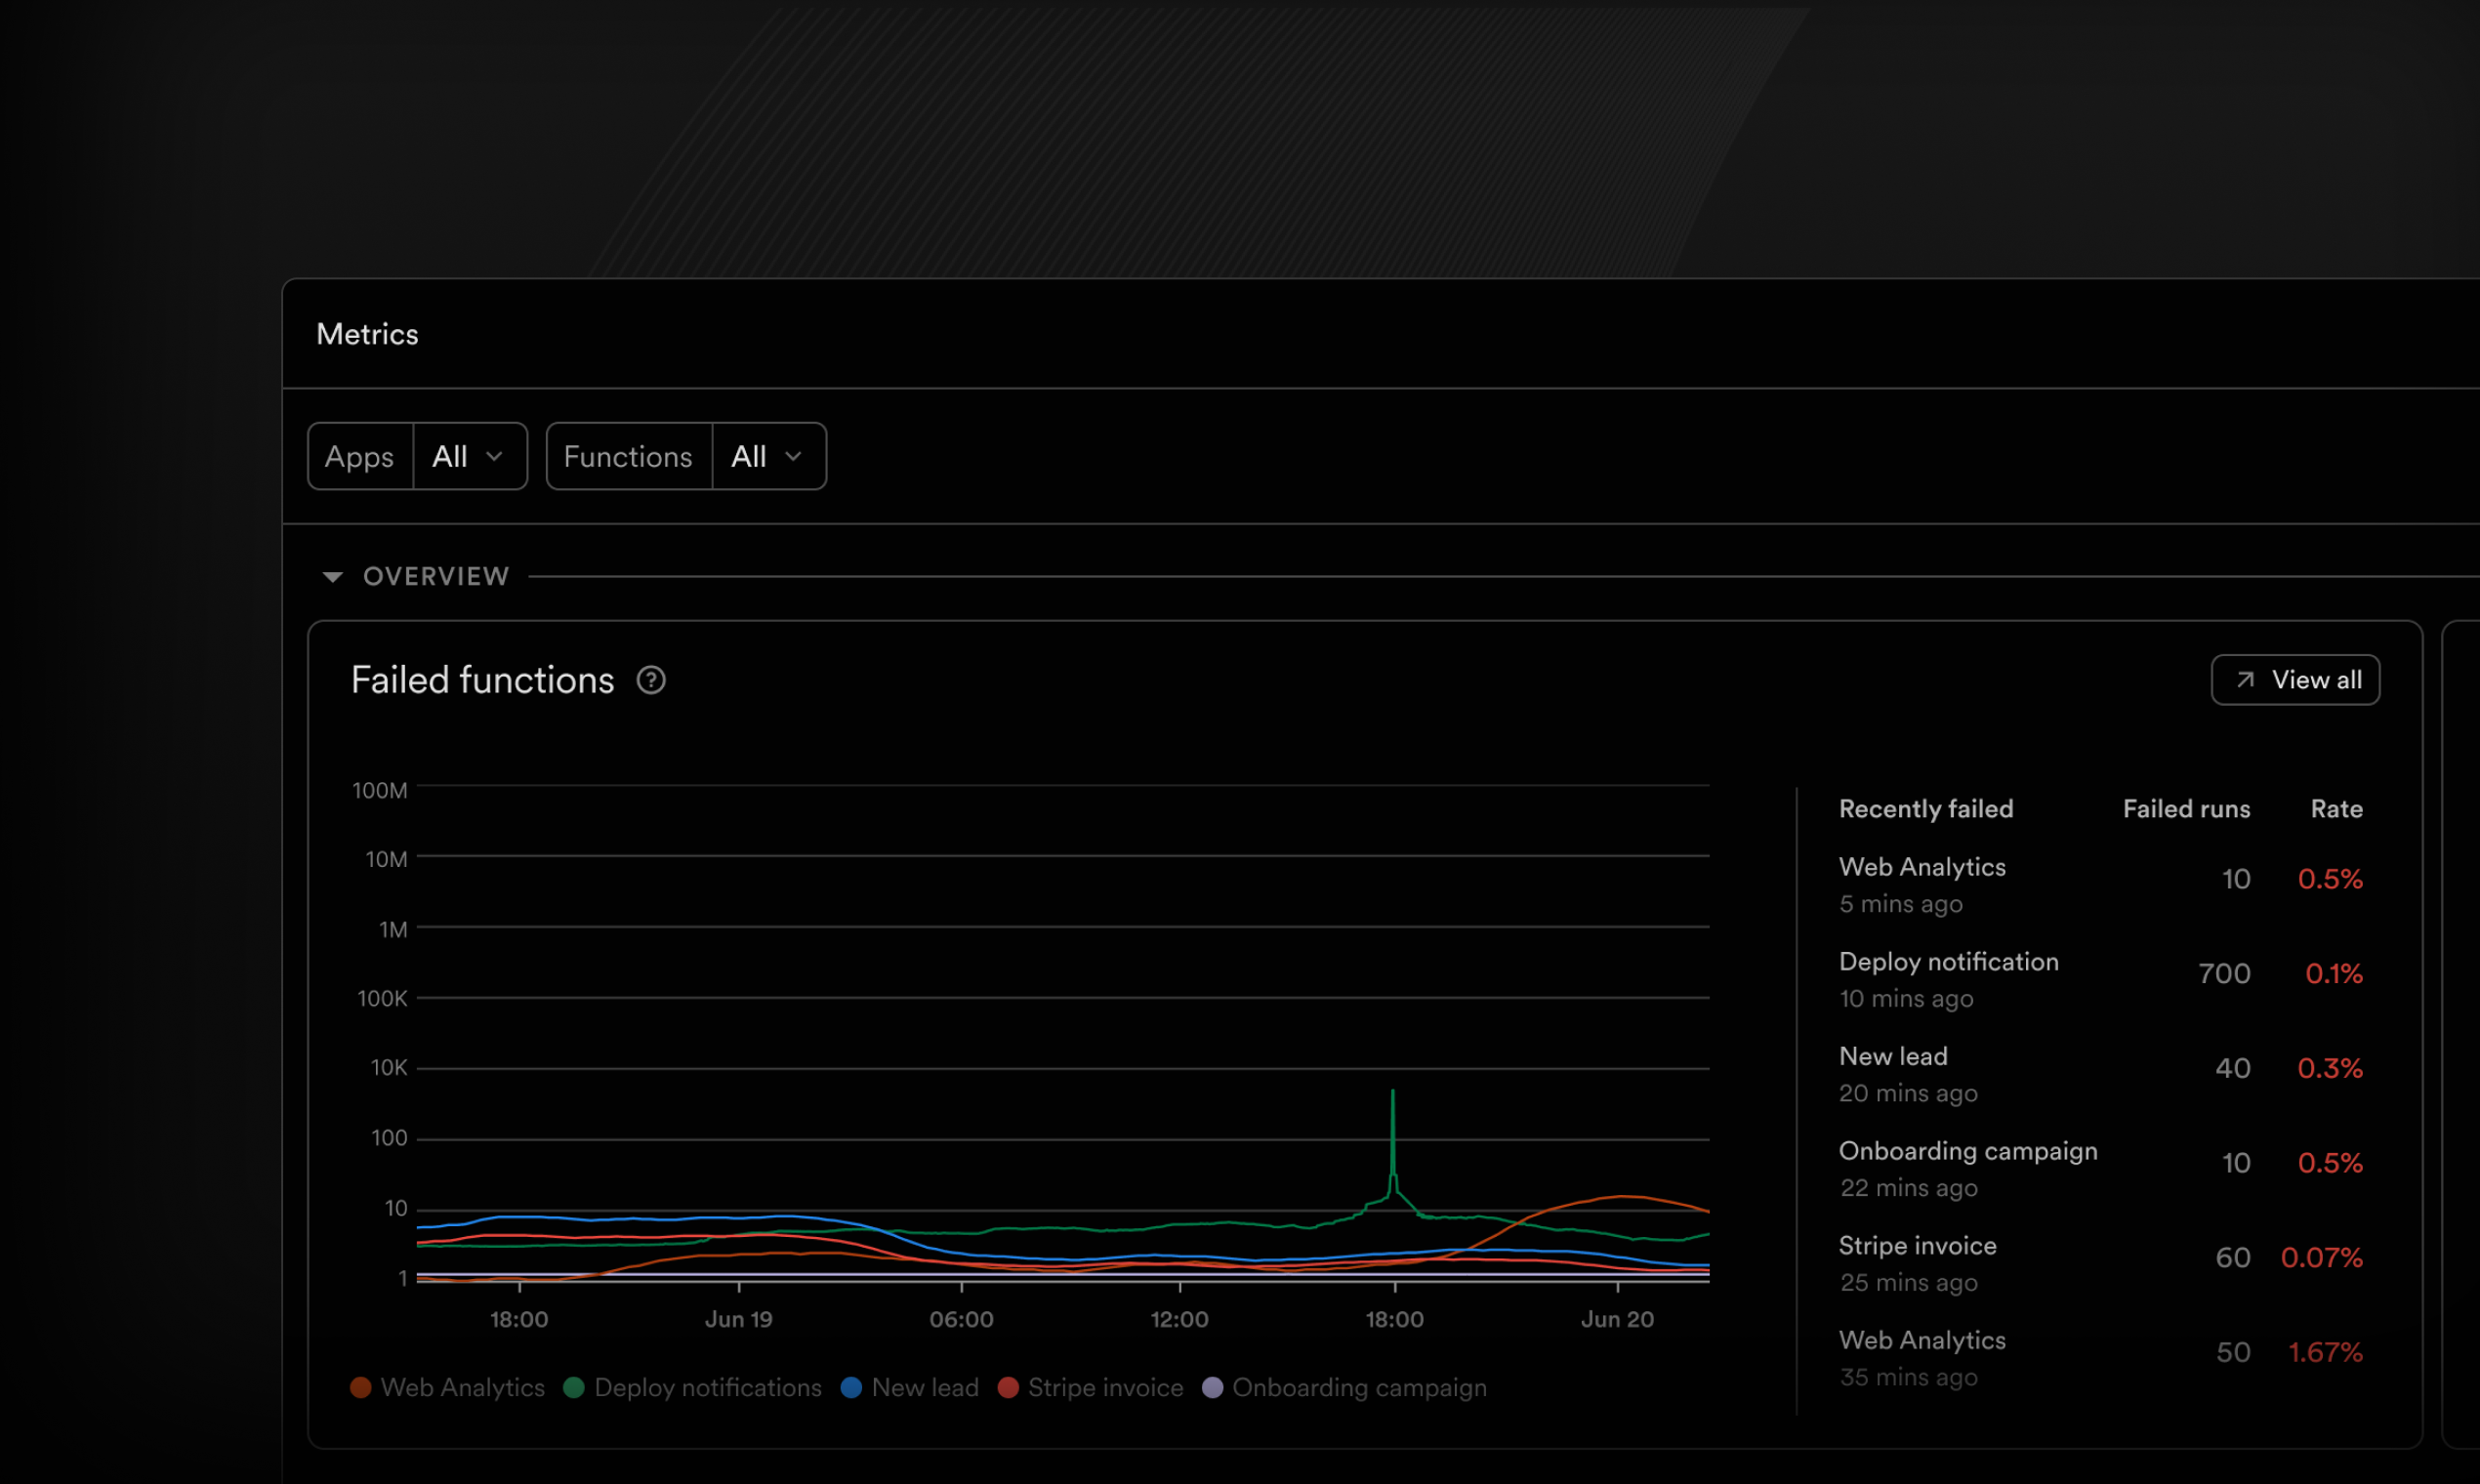 Metrics
Apps All Functions All
OVERVIEW
Failed functions ? View all
100M
10M
1M
100K
10K
100
10
1
18:00 Jun 19 06:00 12:00 18:00 Jun 20
Web Analytics Deploy notifications New lead Stripe invoice Onboarding campaign
Recently failed Failed runs Rate
Web Analytics 10 0.5%
5 mins ago
Deploy notification 700 0.1%
10 mins ago
New lead 40 0.3%
20 mins ago
Onboarding campaign 10 0.5%
22 mins ago
Stripe invoice 60 0.07%
25 mins ago
Web Analytics 50 1.67%
35 mins ago